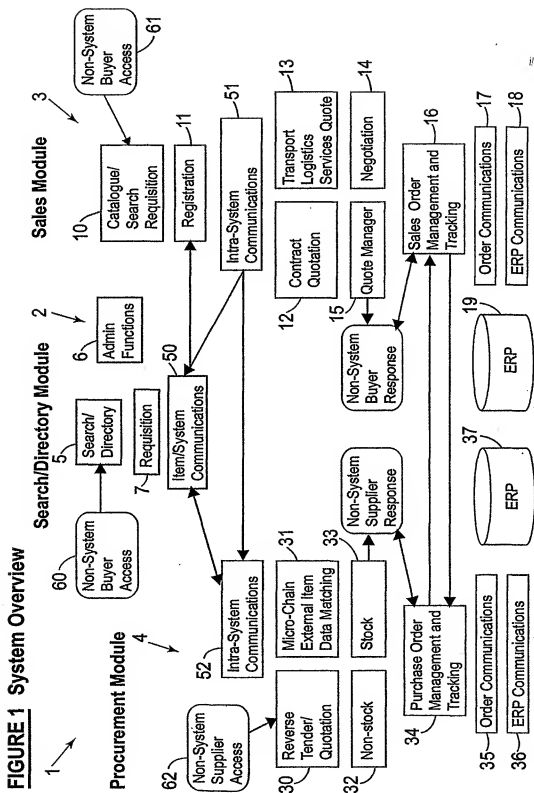 FIGURE 1 System Overview
1
Procurement Module
4
Search/Directory Module
2
Sales Module
3
60
Non-System
Buyer
Access
5
Search/
Directory
6
Admin
Functions
7
Requisition
50
Item/System
Communications
10
Catalogue/
Search
Requisition
61
Non-System
Buyer
Access
11
Registration
51
Intra-System
Communications
62
Non-System
Supplier
Access
52
Intra-System
Communications
30
Reverse
Tender/
Quotation
31
Micro-Chain
External Item
Data Matching
32
Non-stock
33
Stock
12
Contract
Quotation
13
Transport
Logistics
Services Quote
15
Quote Manager
14
Negotiation
Non-System
Supplier
Response
Non-System
Buyer
Response
34
Purchase Order
Management and
Tracking
16
Sales Order
Management and
Tracking
35
Order Communications
36
ERP Communications
37
ERP
19
ERP
17
Order Communications
18
ERP Communications